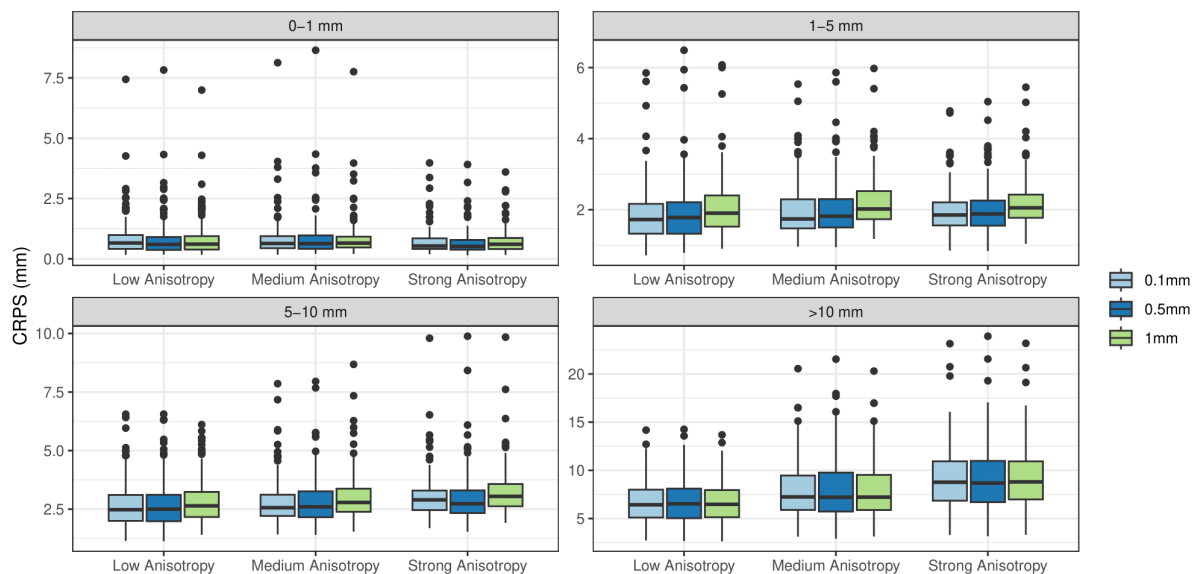 0−1 mm
1−5 mm
7.5
5.0
2.5
0.0
6
4
2
Low Anisotropy
Medium Anisotropy
Strong Anisotropy
Low Anisotropy
Medium Anisotropy
Strong Anisotropy
CRPS (mm)
5−10 mm
>10 mm
10.0
7.5
5.0
2.5
20
15
10
5
Low Anisotropy
Medium Anisotropy
Strong Anisotropy
Low Anisotropy
Medium Anisotropy
Strong Anisotropy
0.1mm
0.5mm
1mm